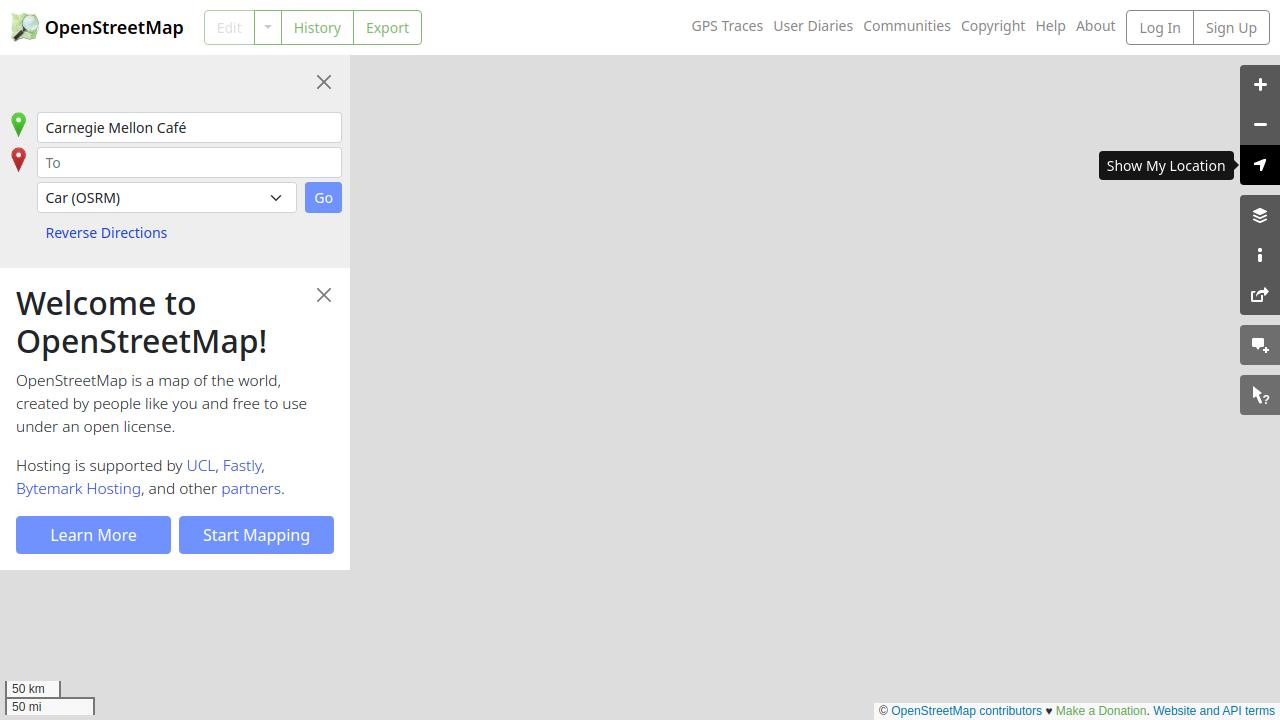 OpenStreetMap
Edit
History
Export
GPS Traces
User Diaries
Communities
Copyright
Help
About
Log In
Sign Up
Carnegie Mellon Café
To
Car (OSRM)
Go
Reverse Directions
Show My Location
Welcome to
OpenStreetMap!
OpenStreetMap is a map of the world,
created by people like you and free to use
under an open license.
Hosting is supported by UCL, Fastly,
Bytemark Hosting, and other partners.
Learn More
Start Mapping
50 km
50 mi
© OpenStreetMap contributors ♥ Make a Donation. Website and API terms